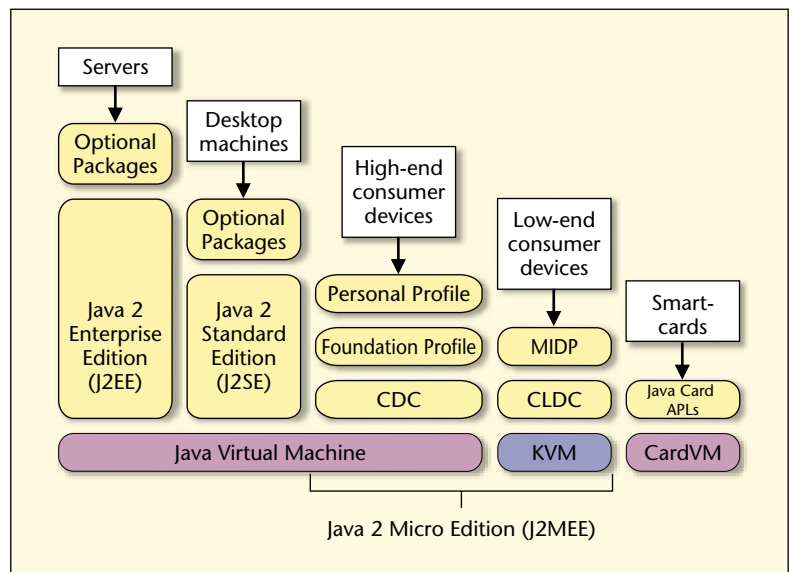 Servers
Optional
Packages
Java 2
Enterprise
Edition
(J2EE)
Desktop
machines
Optional
Packages
Java 2
Standard
Edition
(J2SE)
High-end
consumer
devices
Personal Profile
Foundation Profile
CDC
Low-end
consumer
devices
MIDP
CLDC
Smart-
cards
Java Card
APLs
Java Virtual Machine
KVM
CardVM
Java 2 Micro Edition (J2MEE)